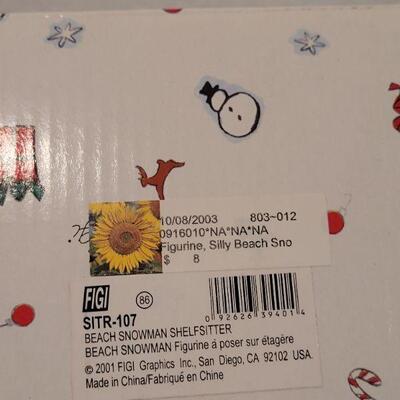 10/08/2003 803~012
0916010*NA*NA*NA
Figurine, Silly Beach Sno
$ 8
FIGI
86
SITR-107
BEACH SNOWMAN SHELFSITTER
BEACH SNOWMAN Figurine à poser sur étagère
© 2001 FIGI Graphics Inc., San Diego, CA 92102 USA.
Made in China/Fabriqué en Chine
0 92626 39401 4